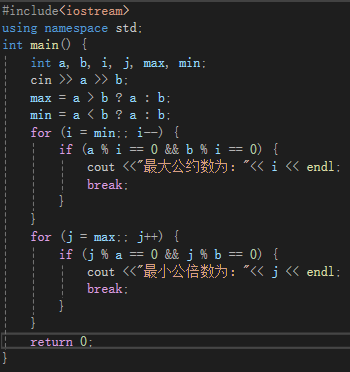 #include<iostream>
using namespace std;
int main() {
    int a, b, i, j, max, min;
    cin >> a >> b;
    max = a > b ? a : b;
    min = a < b ? a : b;
    for (i = min;; i--) {
        if (a % i == 0 && b % i == 0) {
            cout <<"最大公约数为："<< i << endl;
            break;
        }
    }
    for (j = max;; j++) {
        if (j % a == 0 && j % b == 0) {
            cout <<"最小公倍数为："<< j << endl;
            break;
        }
    }
    return 0;
}